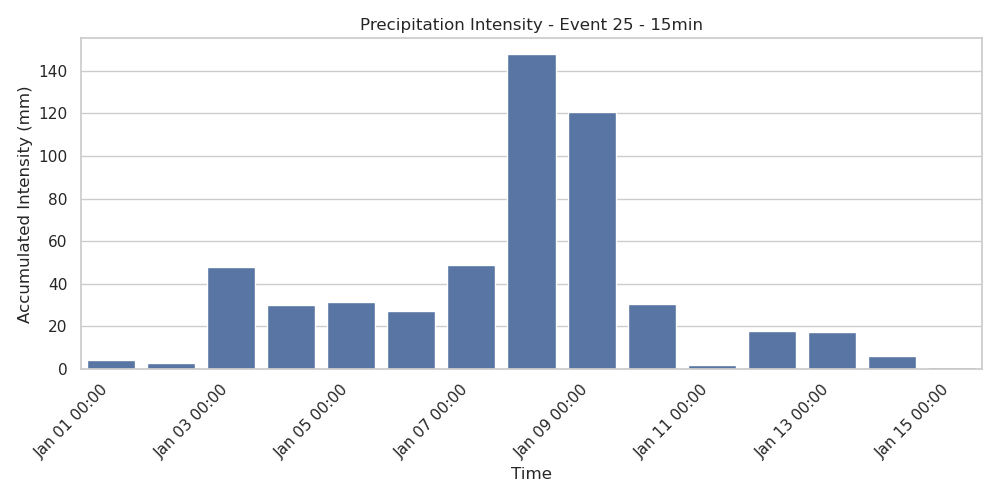 Precipitation Intensity - Event 25 - 15min
Accumulated Intensity (mm)
140
120
100
80
60
40
20
0
Jan 01 00:00
Jan 03 00:00
Jan 05 00:00
Jan 07 00:00
Jan 09 00:00
Jan 11 00:00
Jan 13 00:00
Jan 15 00:00
Time